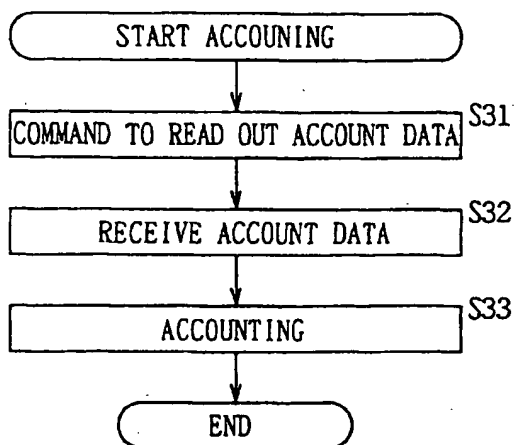 START ACCOUNING
S31
COMMAND TO READ OUT ACCOUNT DATA
S32
RECEIVE ACCOUNT DATA
S33
ACCOUNTING
END